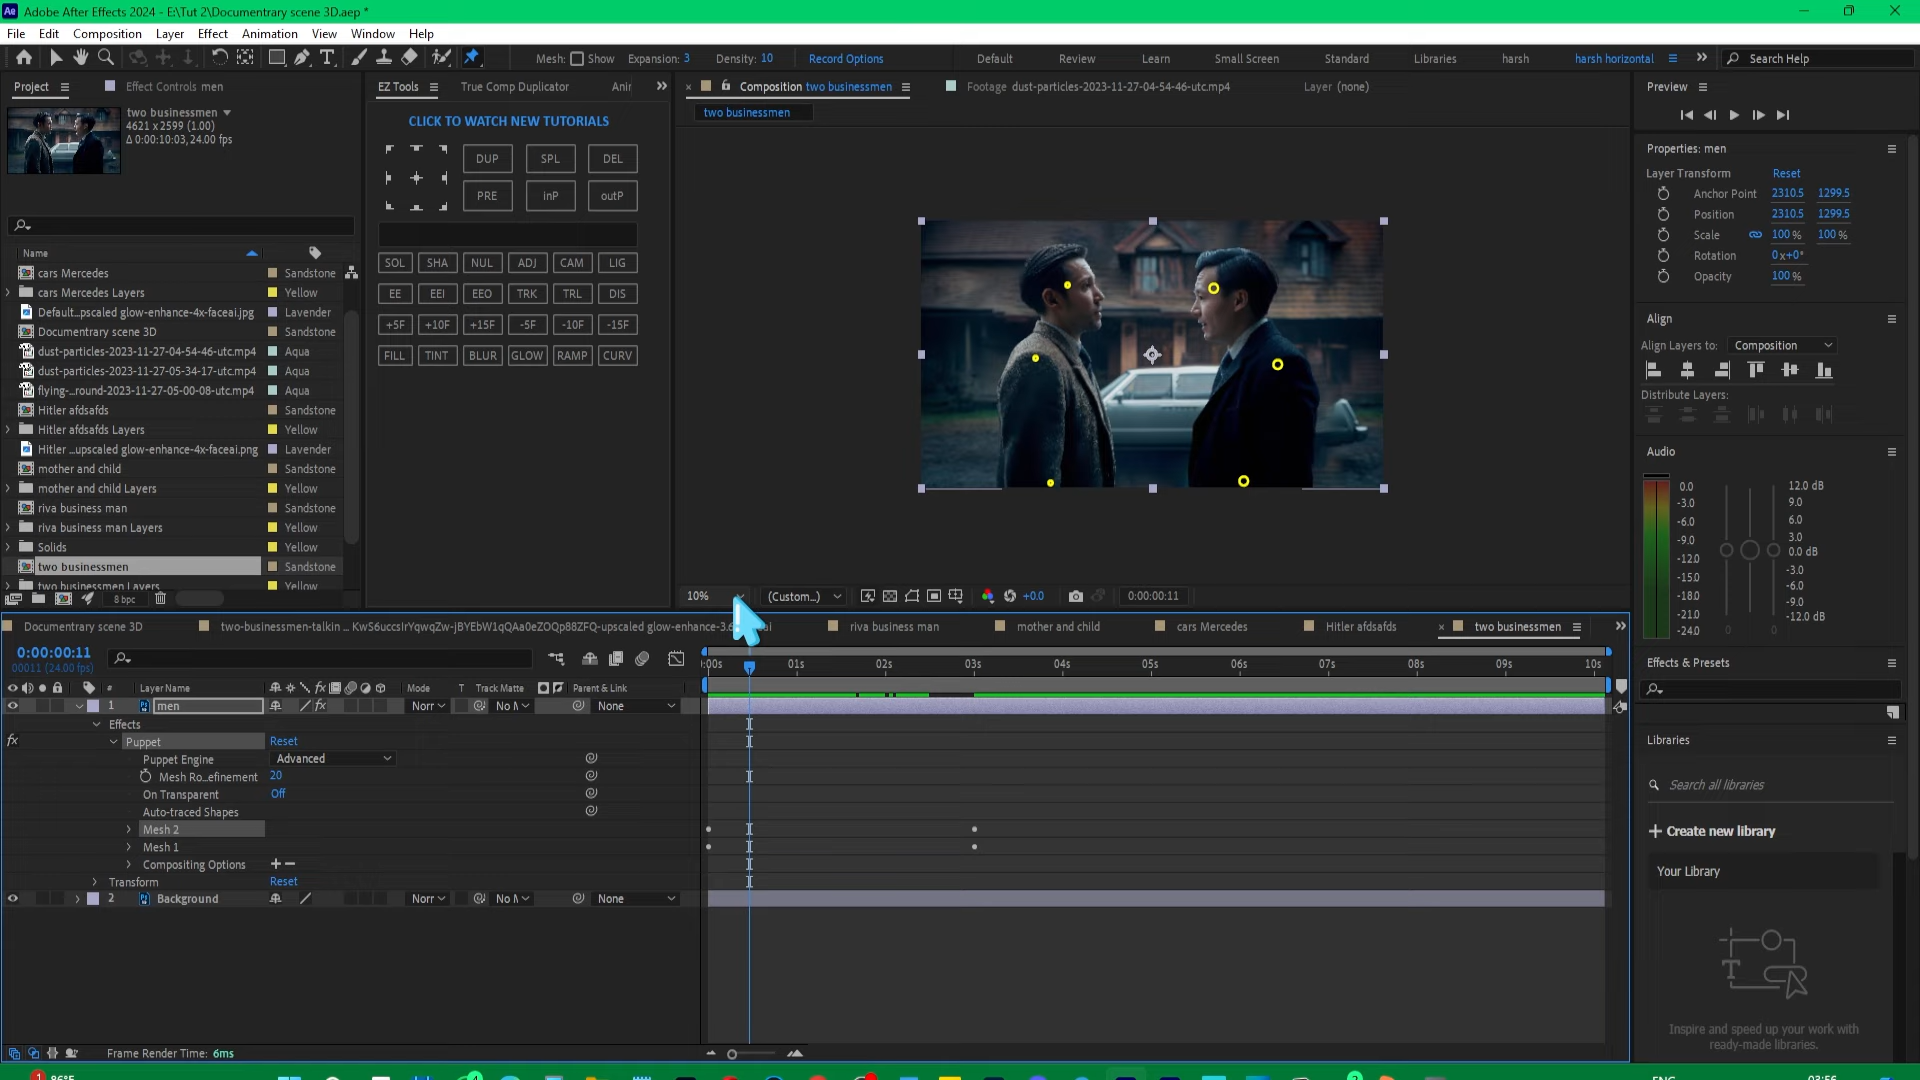 Adobe After Effects 2024 - E:\Tut 2\Documentrary scene 3D.aep *
File Edit Composition Layer Effect Animation View Window Help
Mesh: Show Expansion: 3 Density: 10 Record Options Default Review Learn Small Screen Standard Libraries harsh harsh horizontal Search Help
Project Effect Controls men
two businessmen
4621 x 2599 (1.00)
Δ 0:00:10:03, 24.00 fps
Name
cars Mercedes Sandstone
cars Mercedes Layers Yellow
Default...pscaled glow-enhance-4x-faceai.jpg Lavender
Documentrary scene 3D Sandstone
dust-particles-2023-11-27-04-54-46-utc.mp4 Aqua
dust-particles-2023-11-27-05-34-17-utc.mp4 Aqua
flying-...round-2023-11-27-05-00-08-utc.mp4 Aqua
Hitler afdsafds Sandstone
Hitler afdsafds Layers Yellow
Hitler ...upscaled glow-enhance-4x-faceai.png Lavender
mother and child Sandstone
mother and child Layers Yellow
riva business man Sandstone
riva business man Layers Yellow
Solids Yellow
two businessmen Sandstone
two businessmen Layers Yellow
8 bpc
EZ Tools True Comp Duplicator Anir
CLICK TO WATCH NEW TUTORIALS
DUP SPL DEL
PRE inP outP
SOL SHA NUL ADJ CAM LIG
EE EEI EEO TRK TRL DIS
+5F +10F +15F -5F -10F -15F
FILL TINT BLUR GLOW RAMP CURV
Composition two businessmen Footage dust-particles-2023-11-27-04-54-46-utc.mp4 Layer (none)
two businessmen
10% (Custom...) +0.0 0:00:00:11
Preview
Properties: men
Layer Transform Reset
Anchor Point 2310.5 1299.5
Position 2310.5 1299.5
Scale 100 % 100 %
Rotation 0x+0°
Opacity 100 %
Align
Align Layers to: Composition
Distribute Layers:
Audio
0.0
-3.0
-6.0
-9.0
-12.0
-15.0
-18.0
-21.0
-24.0
0 0
12.0 dB
9.0
6.0
3.0
0.0 dB
-3.0
-6.0
-9.0
-12.0 dB
Effects & Presets
Libraries
Search all libraries
Create new library
Your Library
Inspire and speed up your work with
ready-made libraries.
Documentrary scene 3D riva business man mother and child cars Mercedes Hitler afdsafds two businessmen
0:00:00:11
00011 (24.00 fps)
:00s 01s 02s 03s 04s 05s 06s 07s 08s 09s 10s
# Layer Name Mode T Track Matte Parent & Link
1 men Norr No M None
Effects
fx Puppet Reset
Puppet Engine Advanced
Mesh Ro...efinement 20
On Transparent Off
Auto-traced Shapes
Mesh 2
Mesh 1
Compositing Options
Transform Reset
2 Background Norr No M None
Frame Render Time: 6ms
1 86°F ENG 03:56